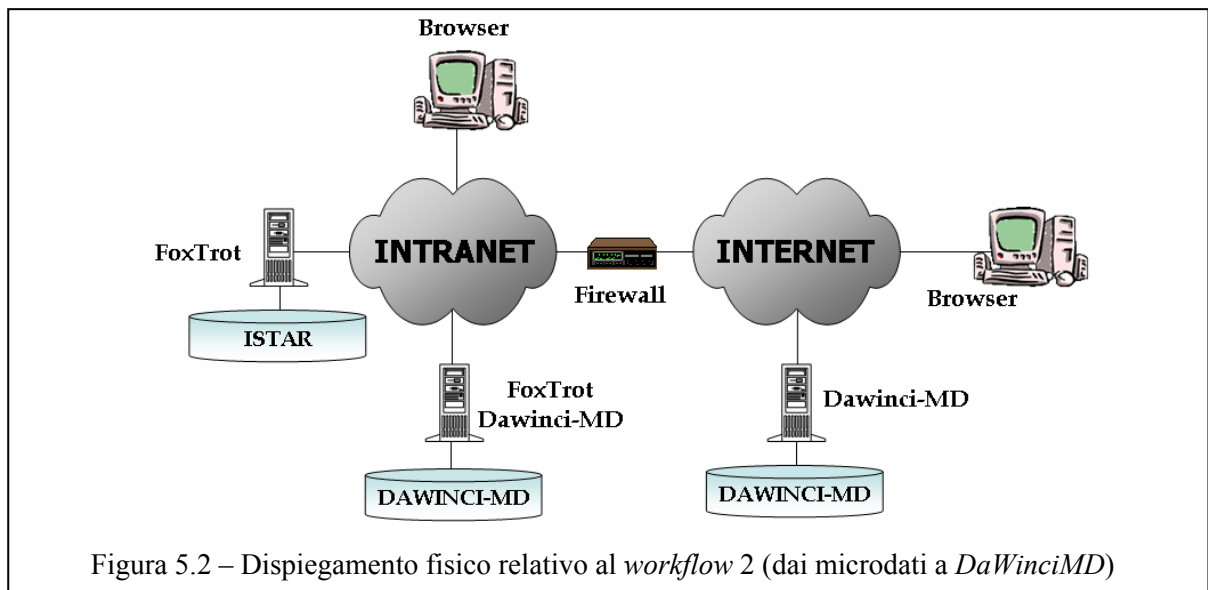 Browser
INTRANET
INTERNET
FoxTrot
Firewall
Browser
ISTAR
FoxTrot
Dawinci-MD
Dawinci-MD
DAWINCI-MD
DAWINCI-MD
Figura 5.2 – Dispiegamento fisico relativo al workflow 2 (dai microdati a DaWinciMD)